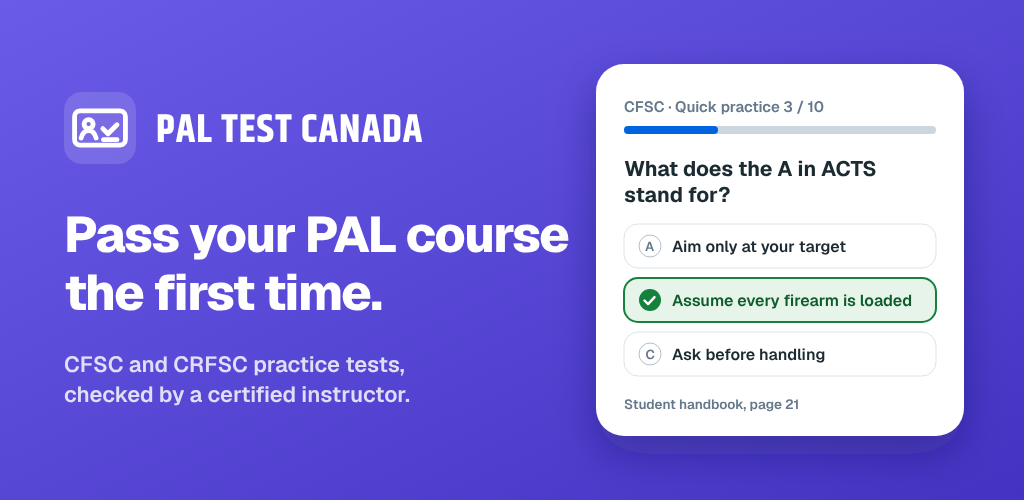 PAL TEST CANADA
Pass your PAL course
the first time.
CFSC and CRFSC practice tests,
checked by a certified instructor.
CFSC · Quick practice 3 / 10
What does the A in ACTS
stand for?
A Aim only at your target
Assume every firearm is loaded
C Ask before handling
Student handbook, page 21